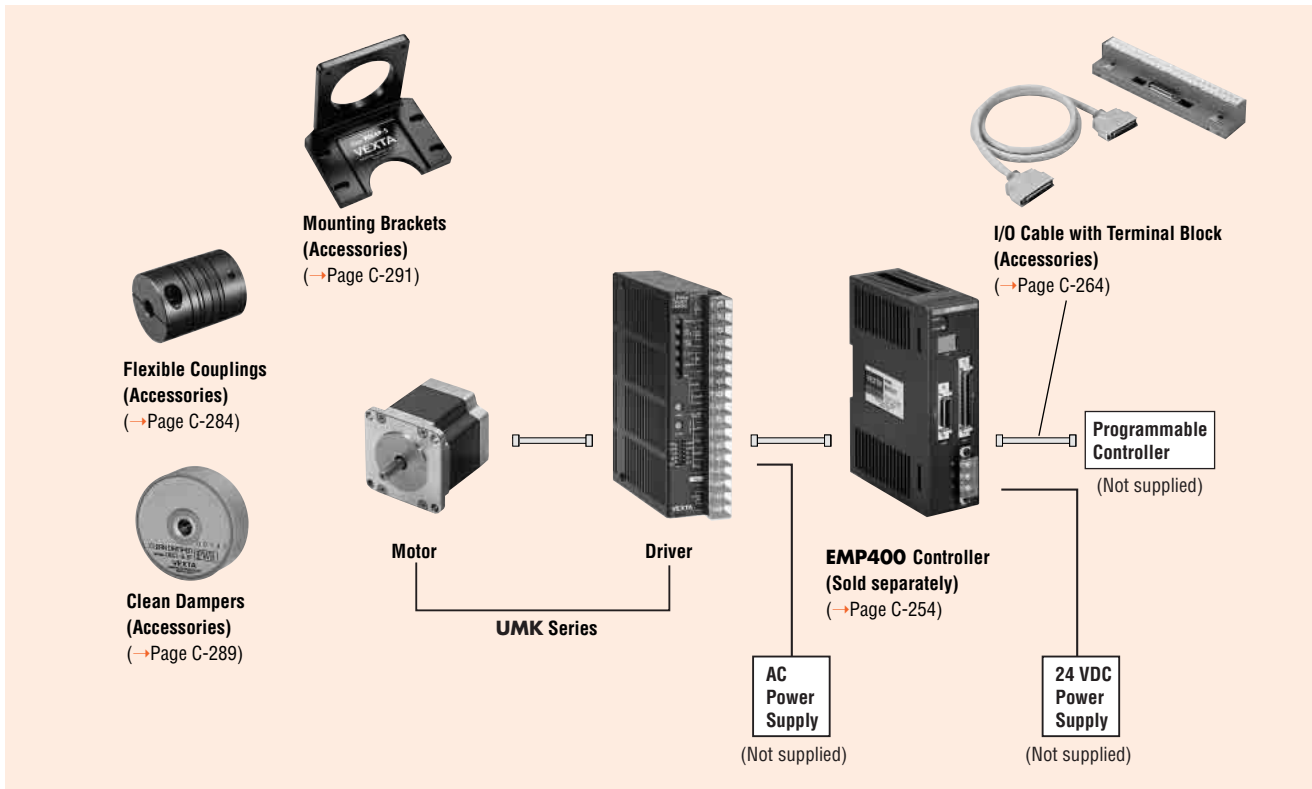 VEXTA
Mounting Brackets
(Accessories)
(→Page C-291)
I/O Cable with Terminal Block
(Accessories)
(→Page C-264)
Flexible Couplings
(Accessories)
(→Page C-284)
Programmable
Controller
(Not supplied)
VEXTA
VEXTA
Clean Dampers
(Accessories)
(→Page C-289)
Motor
Driver
UMK Series
EMP400 Controller
(Sold separately)
(→Page C-254)
AC
Power
Supply
(Not supplied)
24 VDC
Power
Supply
(Not supplied)